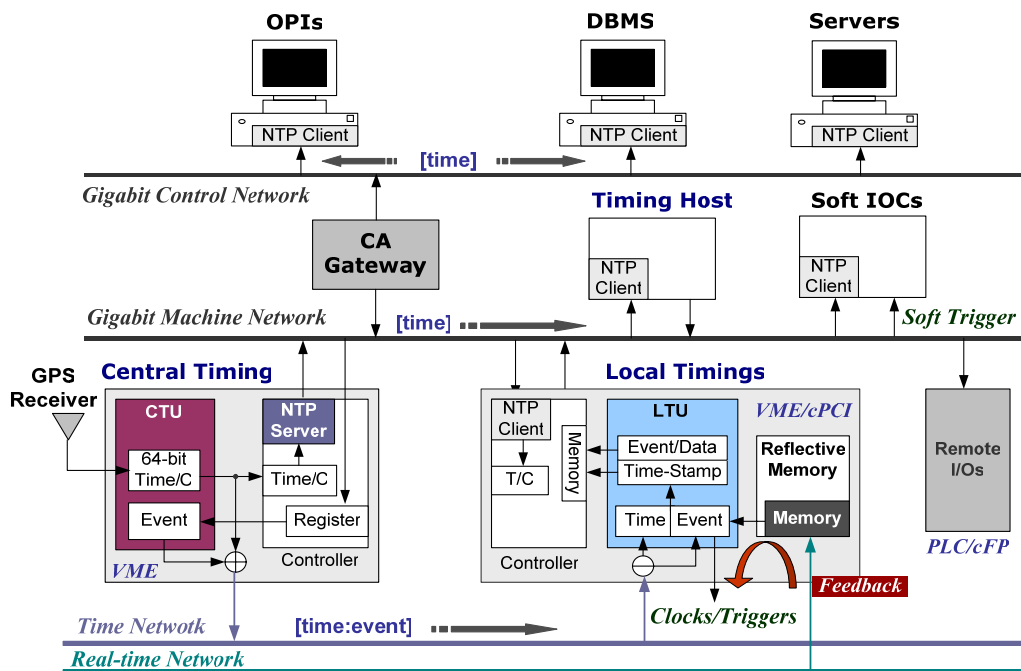 OPIs
DBMS
Servers
NTP Client
NTP Client
NTP Client
[time]
Gigabit Control Network
CA
Gateway
Timing Host
NTP
Client
Soft IOCs
NTP
Client
Gigabit Machine Network
[time]
Soft Trigger
GPS
Receiver
Central Timing
CTU
64-bit
Time/C
Event
VME
NTP
Server
Time/C
Register
Controller
Local Timings
NTP
Client
T/C
Memory
Controller
LTU
Event/Data
Time-Stamp
Time
Event
VME/cPCI
Reflective
Memory
Memory
Remote
I/Os
PLC/cFP
Feedback
Clocks/Triggers
Time Netwotk
[time:event]
Real-time Network